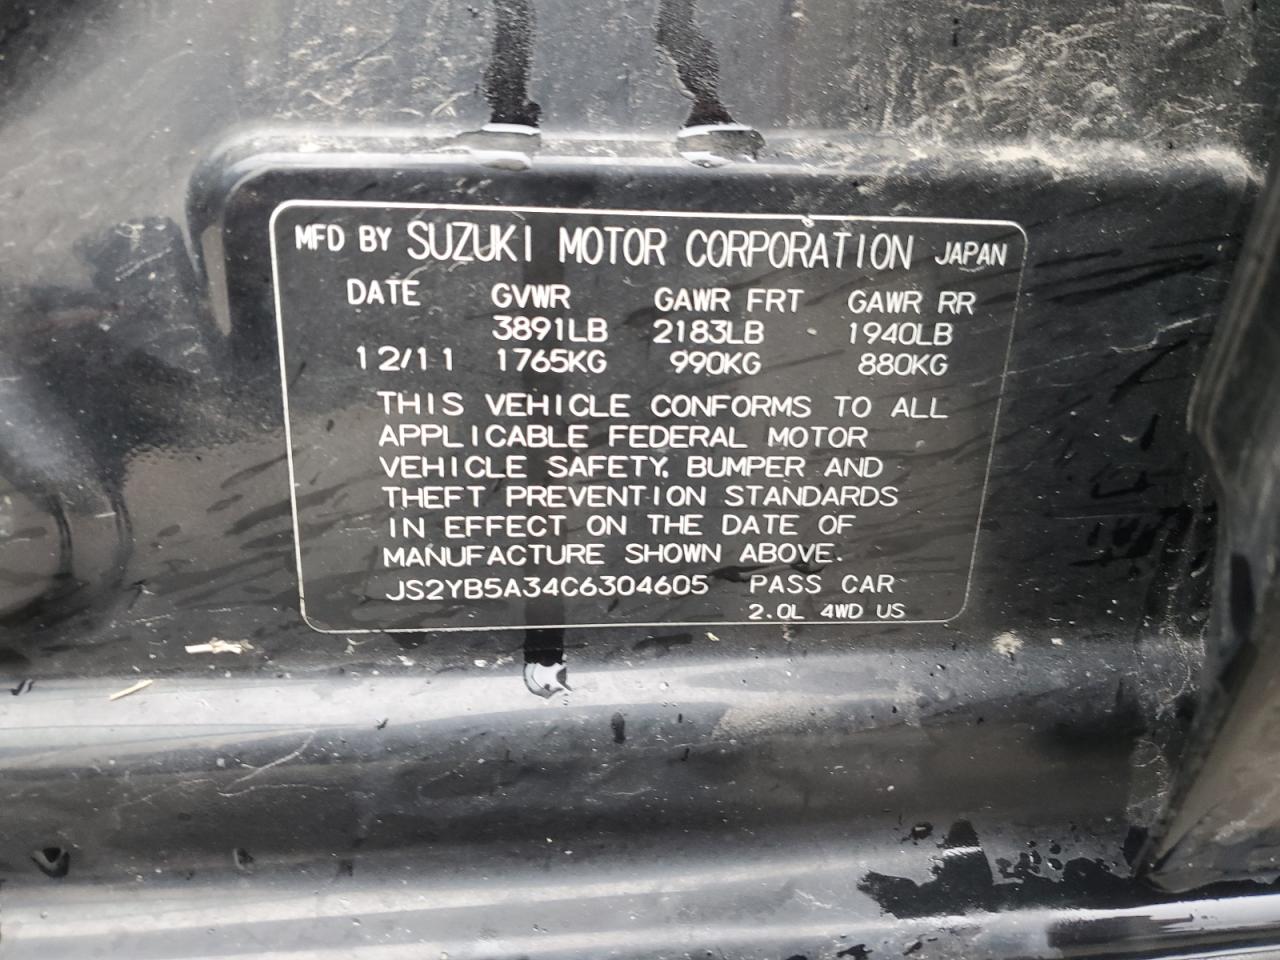 MFD BY SUZUKI MOTOR CORPORATION JAPAN
DATE GVWR GAWR FRT GAWR RR
3891LB 2183LB 1940LB
12/11 1765KG 990KG 880KG
THIS VEHICLE CONFORMS TO ALL
APPLICABLE FEDERAL MOTOR
VEHICLE SAFETY, BUMPER AND
THEFT PREVENTION STANDARDS
IN EFFECT ON THE DATE OF
MANUFACTURE SHOWN ABOVE.
JS2YB5A34C6304605 PASS CAR
2.0L 4WD US